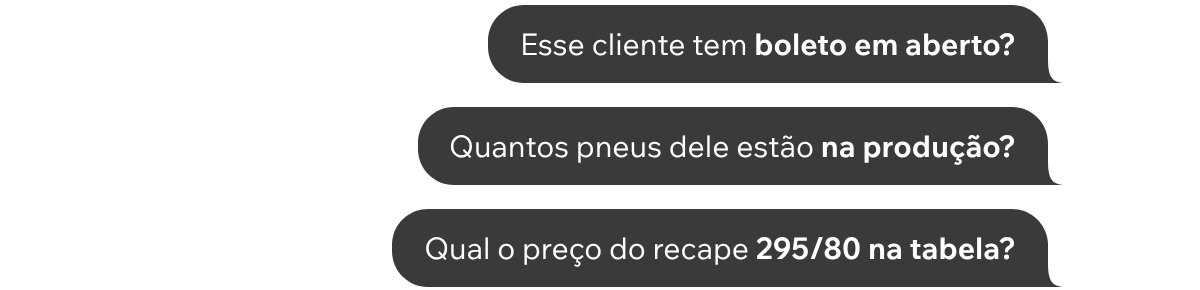 Esse cliente tem boleto em aberto?
Quantos pneus dele estão na produção?
Qual o preço do recape 295/80 na tabela?